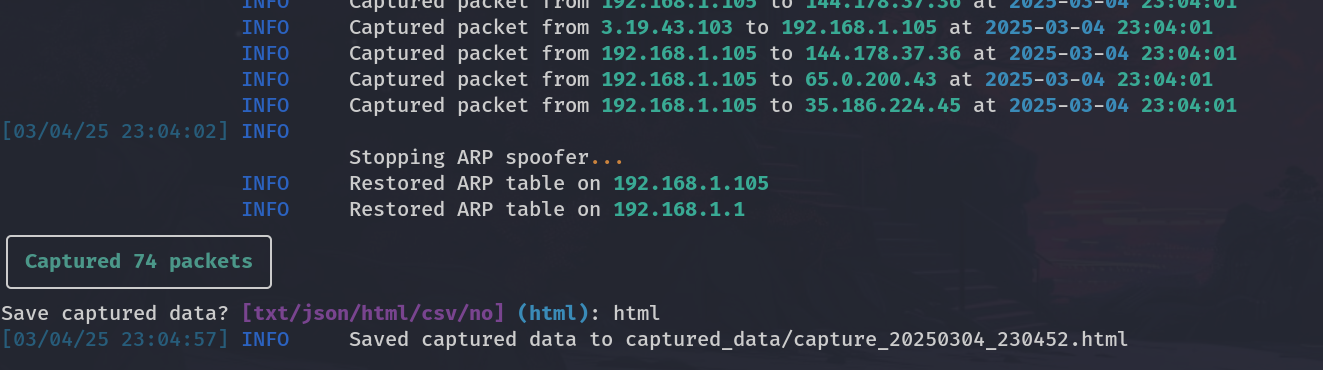 INFO Captured packet from 192.168.1.105 to 144.178.37.36 at 2025-03-04 23:04:01
INFO Captured packet from 3.19.43.103 to 192.168.1.105 at 2025-03-04 23:04:01
INFO Captured packet from 192.168.1.105 to 144.178.37.36 at 2025-03-04 23:04:01
INFO Captured packet from 192.168.1.105 to 65.0.200.43 at 2025-03-04 23:04:01
INFO Captured packet from 192.168.1.105 to 35.186.224.45 at 2025-03-04 23:04:01
[03/04/25 23:04:02] INFO
Stopping ARP spoofer...
INFO Restored ARP table on 192.168.1.105
INFO Restored ARP table on 192.168.1.1
Captured 74 packets
Save captured data? [txt/json/html/csv/no] (html): html
[03/04/25 23:04:57] INFO Saved captured data to captured_data/capture_20250304_230452.html